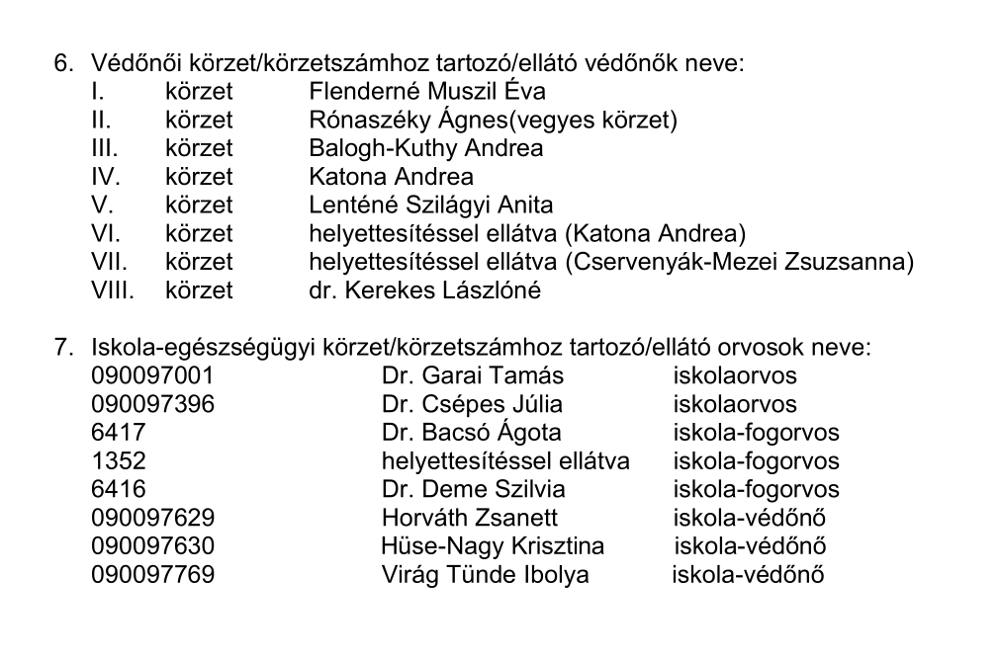 6. Védőnői körzet/körzetszámhoz tartozó/ellátó védőnők neve:
I. körzet Flenderné Muszil Éva
II. körzet Rónaszéky Ágnes(vegyes körzet)
III. körzet Balogh-Kuthy Andrea
IV. körzet Katona Andrea
V. körzet Lenténé Szilágyi Anita
VI. körzet helyettesítéssel ellátva (Katona Andrea)
VII. körzet helyettesítéssel ellátva (Cservenyák-Mezei Zsuzsanna)
VIII. körzet dr. Kerekes Lászlóné
7. Iskola-egészségügyi körzet/körzetszámhoz tartozó/ellátó orvosok neve:
090097001 Dr. Garai Tamás iskolaorvos
090097396 Dr. Csépes Júlia iskolaorvos
6417 Dr. Bacsó Ágota iskola-fogorvos
1352 helyettesítéssel ellátva iskola-fogorvos
6416 Dr. Deme Szilvia iskola-fogorvos
090097629 Horváth Zsanett iskola-védőnő
090097630 Hüse-Nagy Krisztina iskola-védőnő
090097769 Virág Tünde Ibolya iskola-védőnő